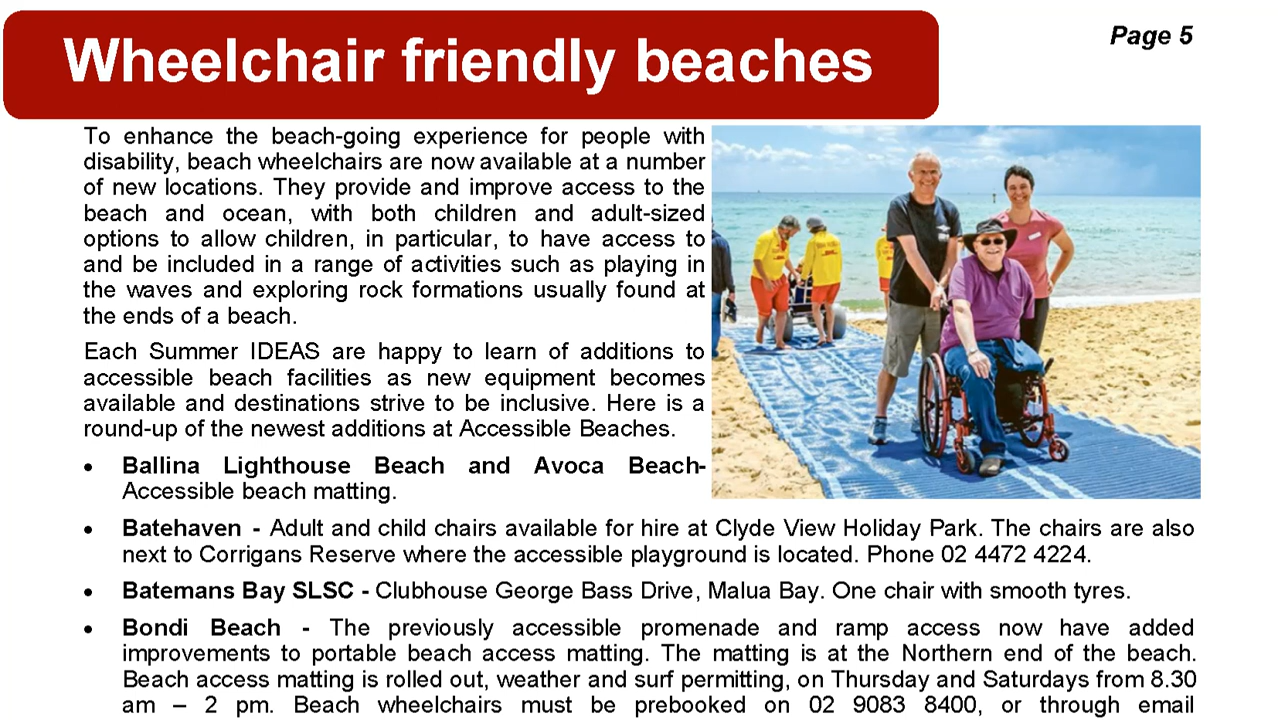 Wheelchair friendly beaches
Page 5
To enhance the beach-going experience for people with
disability, beach wheelchairs are now available at a number
of new locations. They provide and improve access to the
beach and ocean, with both children and adult-sized
options to allow children, in particular, to have access to
and be included in a range of activities such as playing in
the waves and exploring rock formations usually found at
the ends of a beach.
Each Summer IDEAS are happy to learn of additions to
accessible beach facilities as new equipment becomes
available and destinations strive to be inclusive. Here is a
round-up of the newest additions at Accessible Beaches.
• Ballina Lighthouse Beach and Avoca Beach-
Accessible beach matting.
• Batehaven - Adult and child chairs available for hire at Clyde View Holiday Park. The chairs are also
next to Corrigans Reserve where the accessible playground is located. Phone 02 4472 4224.
• Batemans Bay SLSC - Clubhouse George Bass Drive, Malua Bay. One chair with smooth tyres.
• Bondi Beach - The previously accessible promenade and ramp access now have added
improvements to portable beach access matting. The matting is at the Northern end of the beach.
Beach access matting is rolled out, weather and surf permitting, on Thursday and Saturdays from 8.30
am – 2 pm. Beach wheelchairs must be prebooked on 02 9083 8400, or through email